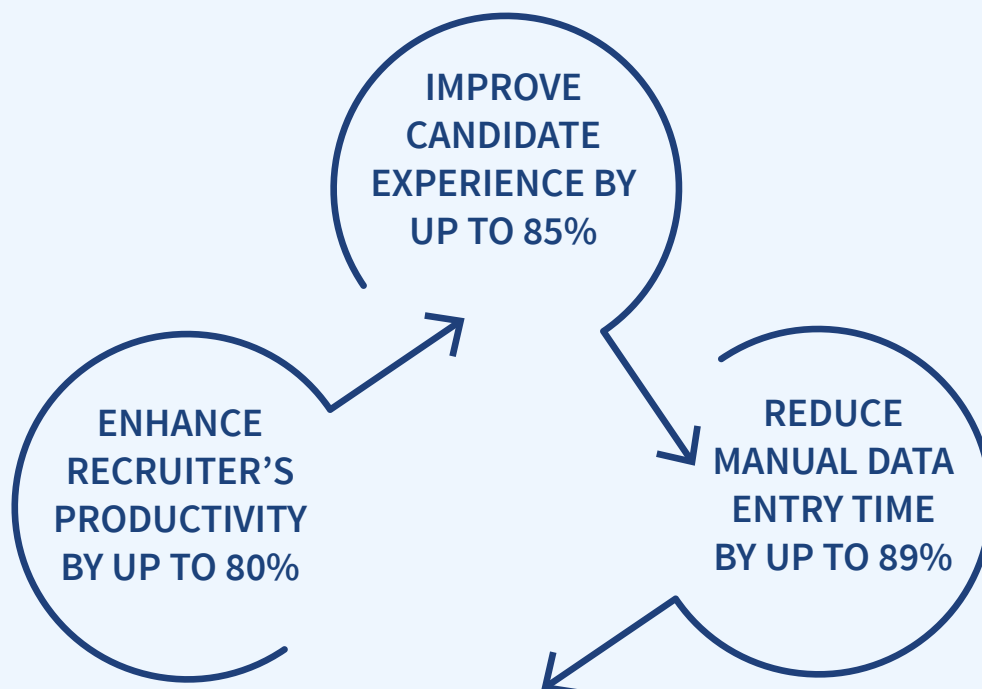 IMPROVE
CANDIDATE
EXPERIENCE BY
UP TO 85%
ENHANCE
RECRUITER’S
PRODUCTIVITY
BY UP TO 80%
REDUCE
MANUAL DATA
ENTRY TIME
BY UP TO 89%